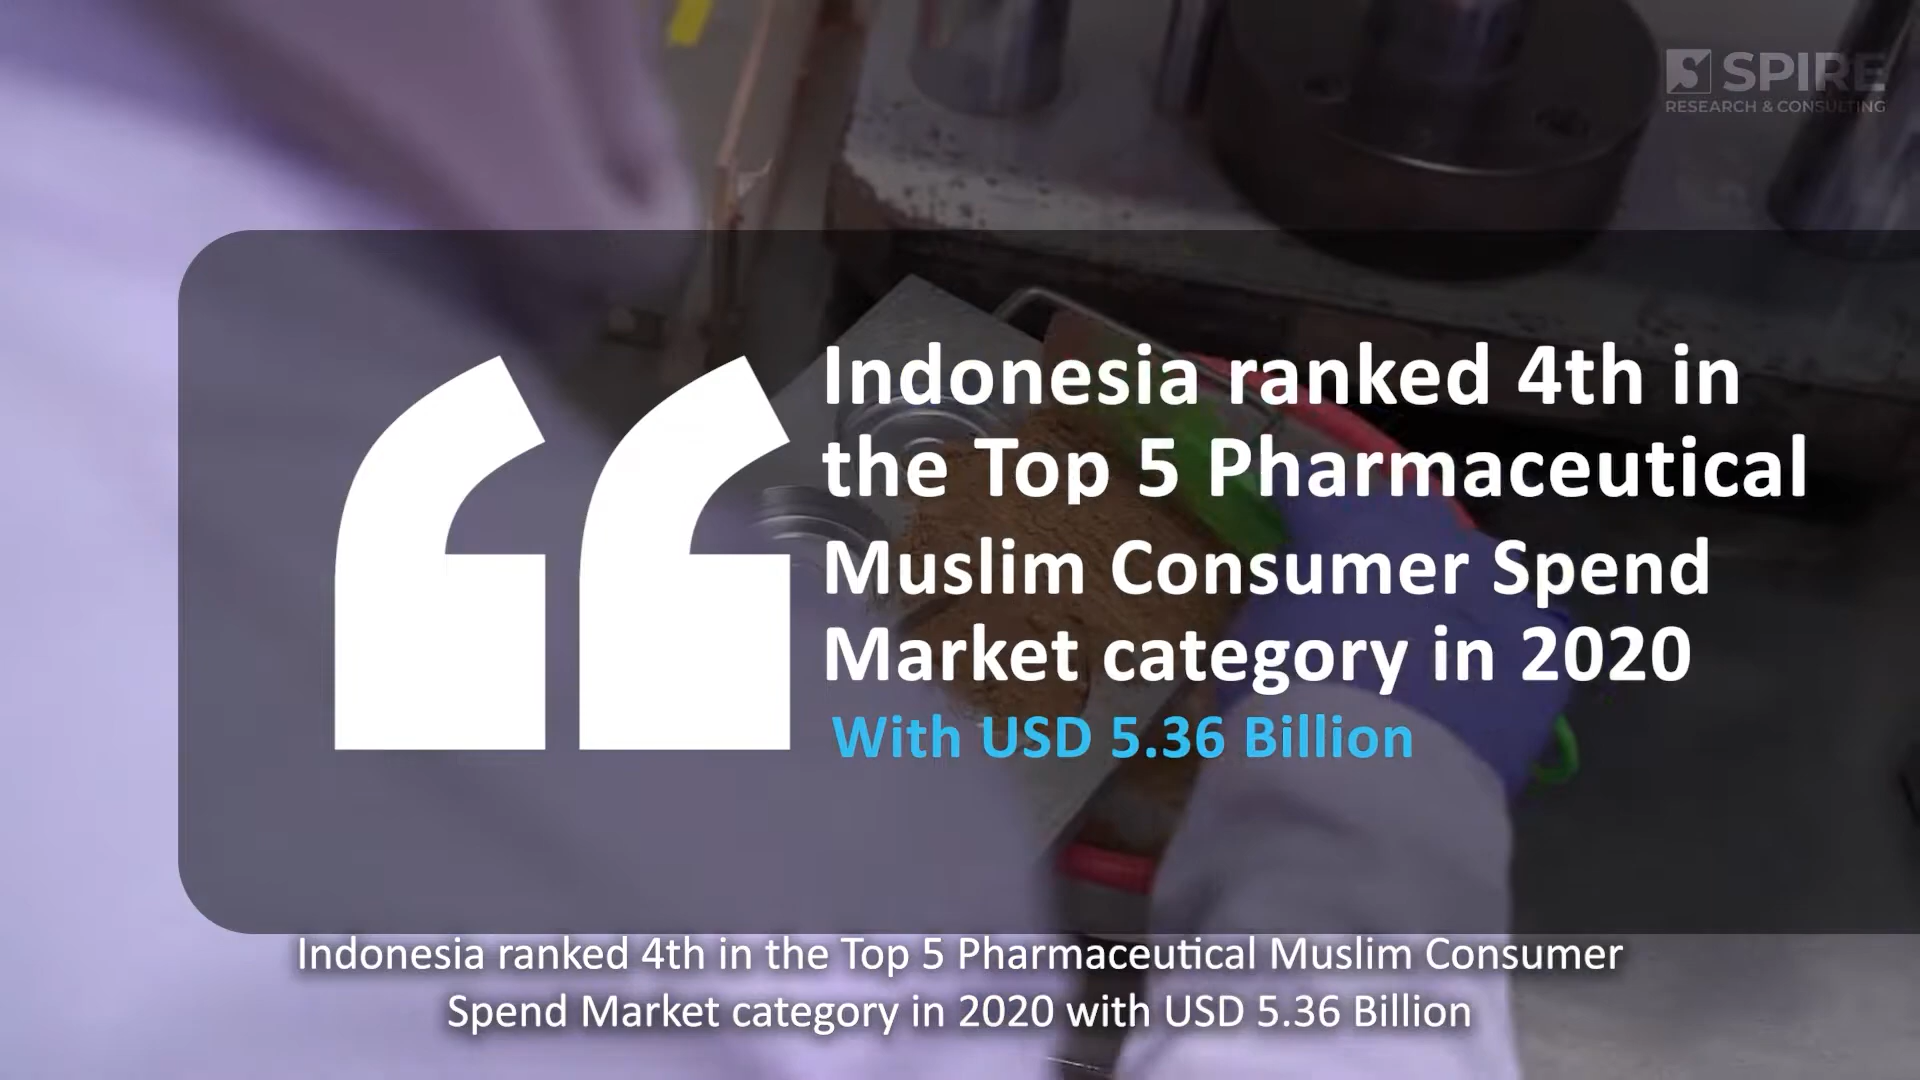 SPIRE
RESEARCH & CONSULTING
Indonesia ranked 4th in
the Top 5 Pharmaceutical
Muslim Consumer Spend
Market category in 2020
With USD 5.36 Billion
Indonesia ranked 4th in the Top 5 Pharmaceutical Muslim Consumer
Spend Market category in 2020 with USD 5.36 Billion